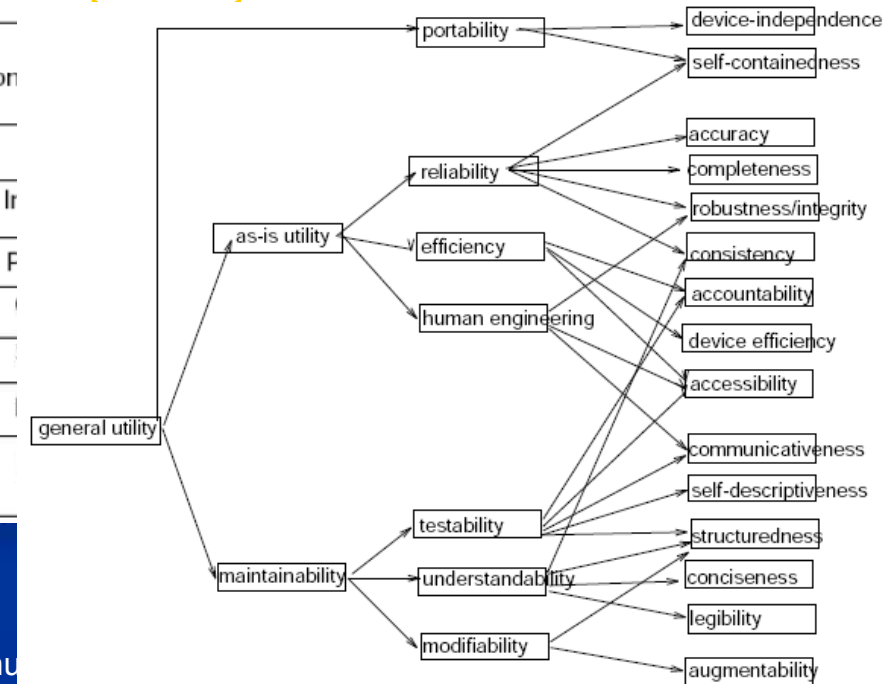 portability
device-independence
self-containedness
accuracy
reliability
completeness
robustness/integrity
as-is utility
efficiency
consistency
accountability
human engineering
device efficiency
accessibility
general utility
communicativeness
self-descriptiveness
testability
structuredness
maintainability
understandability
conciseness
legibility
modifiability
augmentability